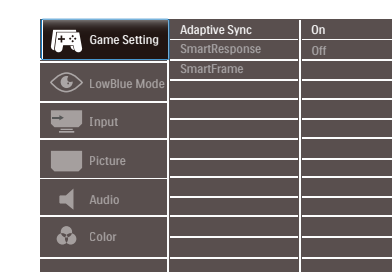 Game Setting
Adaptive Sync
On
SmartResponse
Off
SmartFrame
LowBlue Mode
Input
Picture
Audio
Color